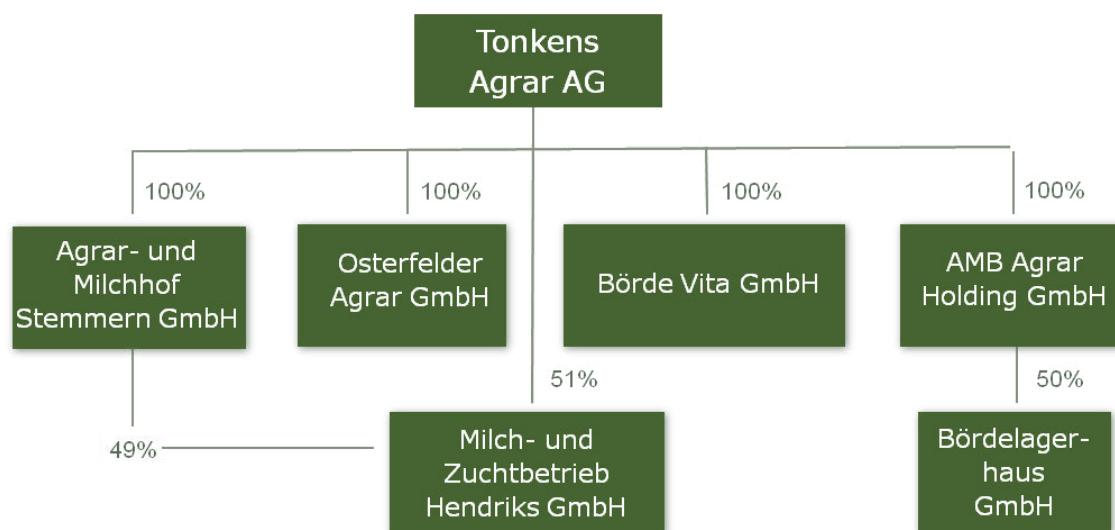 Tonkens
Agrar AG
100%
100%
100%
100%
Agrar- und
Milchhof
Stemmern GmbH
Osterfelder
Agrar GmbH
Börde Vita GmbH
AMB Agrar
Holding GmbH
51%
50%
49%
Milch- und
Zuchtbetrieb
Hendriks GmbH
Bördelager-
haus
GmbH